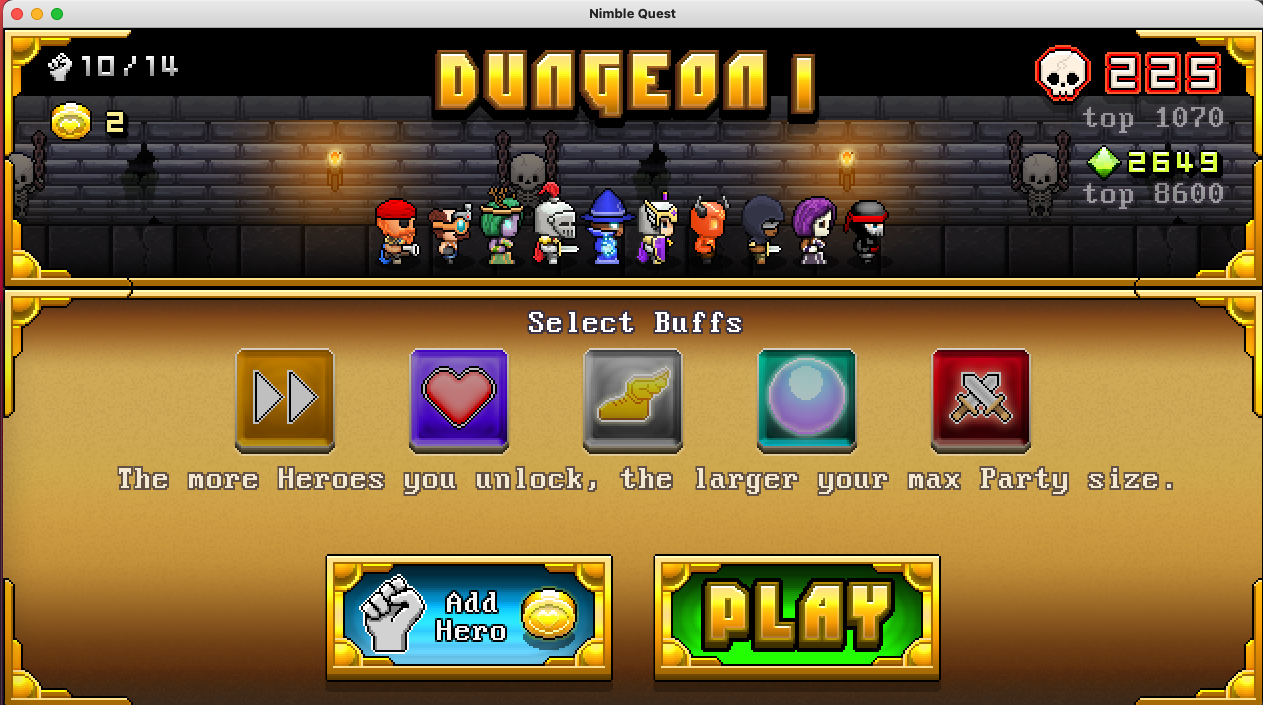 Nimble Quest
10/14
DUNGEON 1
225
top 1070
2
2649
top 8600
Select Buffs
The more Heroes you unlock, the larger your max Party size.
Add
Hero
PLAY